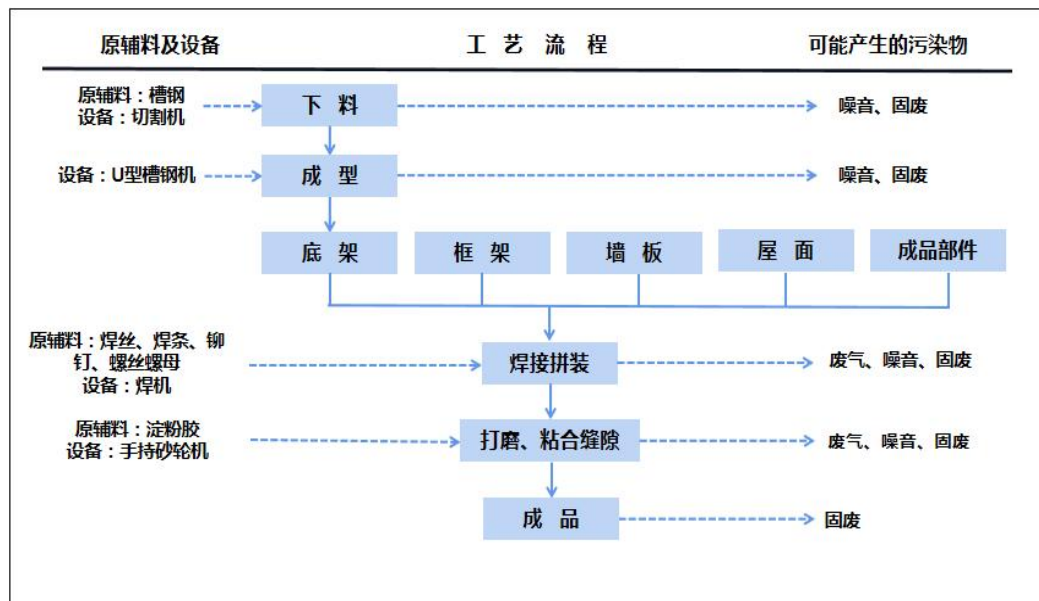 原辅料及设备 工 艺 流 程 可能产生的污染物
原辅料：槽钢
设备：切割机
下 料
噪音、固废
设备：U型槽钢机
成 型
噪音、固废
底 架 框 架 墙 板 屋 面 成品部件
原辅料：焊丝、焊条、铆
钉、螺丝螺母
设备：焊机
焊接拼装
废气、噪音、固废
原辅料：淀粉胶
设备：手持砂轮机
打磨、粘合缝隙
废气、噪音、固废
成 品
固废